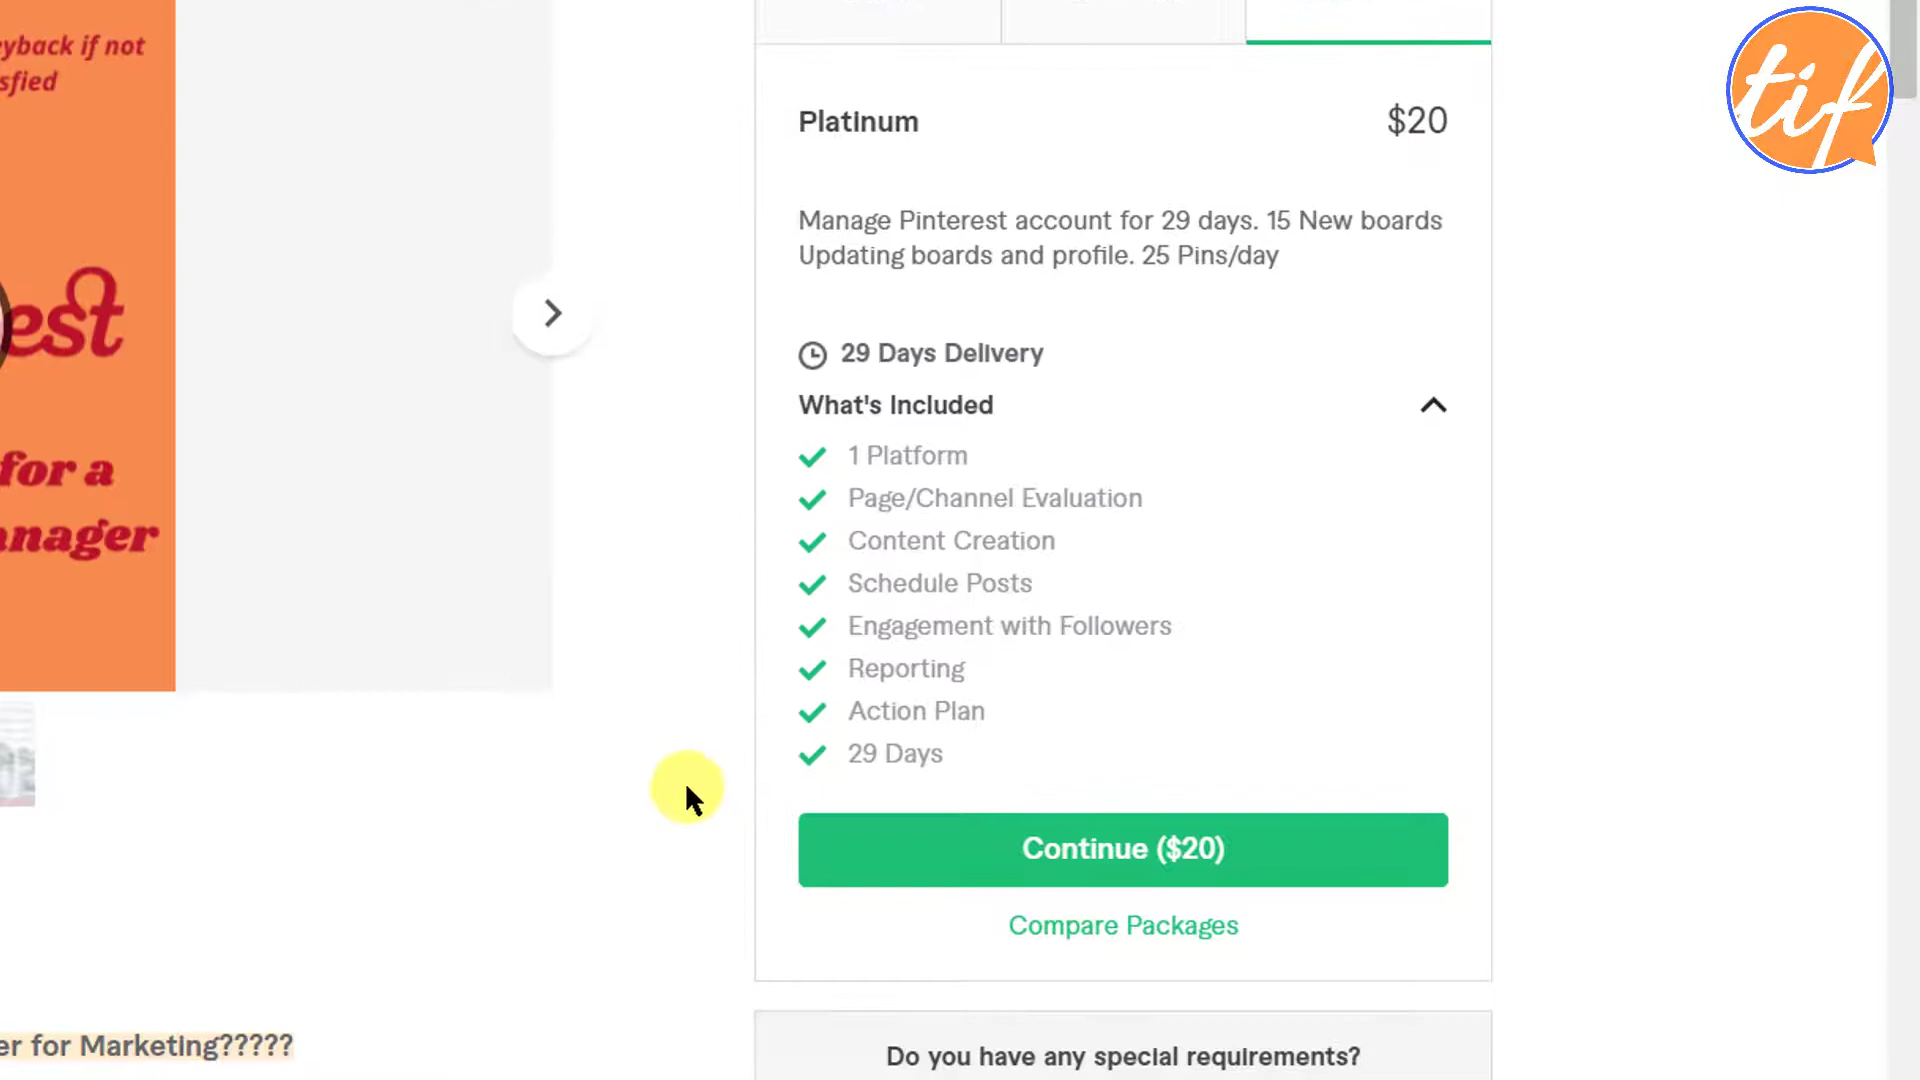 yback if not
sfied
est
for a
anager
er for Marketing?????
tif
Platinum
$20
Manage Pinterest account for 29 days. 15 New boards
Updating boards and profile. 25 Pins/day
29 Days Delivery
What's Included
1 Platform
Page/Channel Evaluation
Content Creation
Schedule Posts
Engagement with Followers
Reporting
Action Plan
29 Days
Continue ($20)
Compare Packages
Do you have any special requirements?